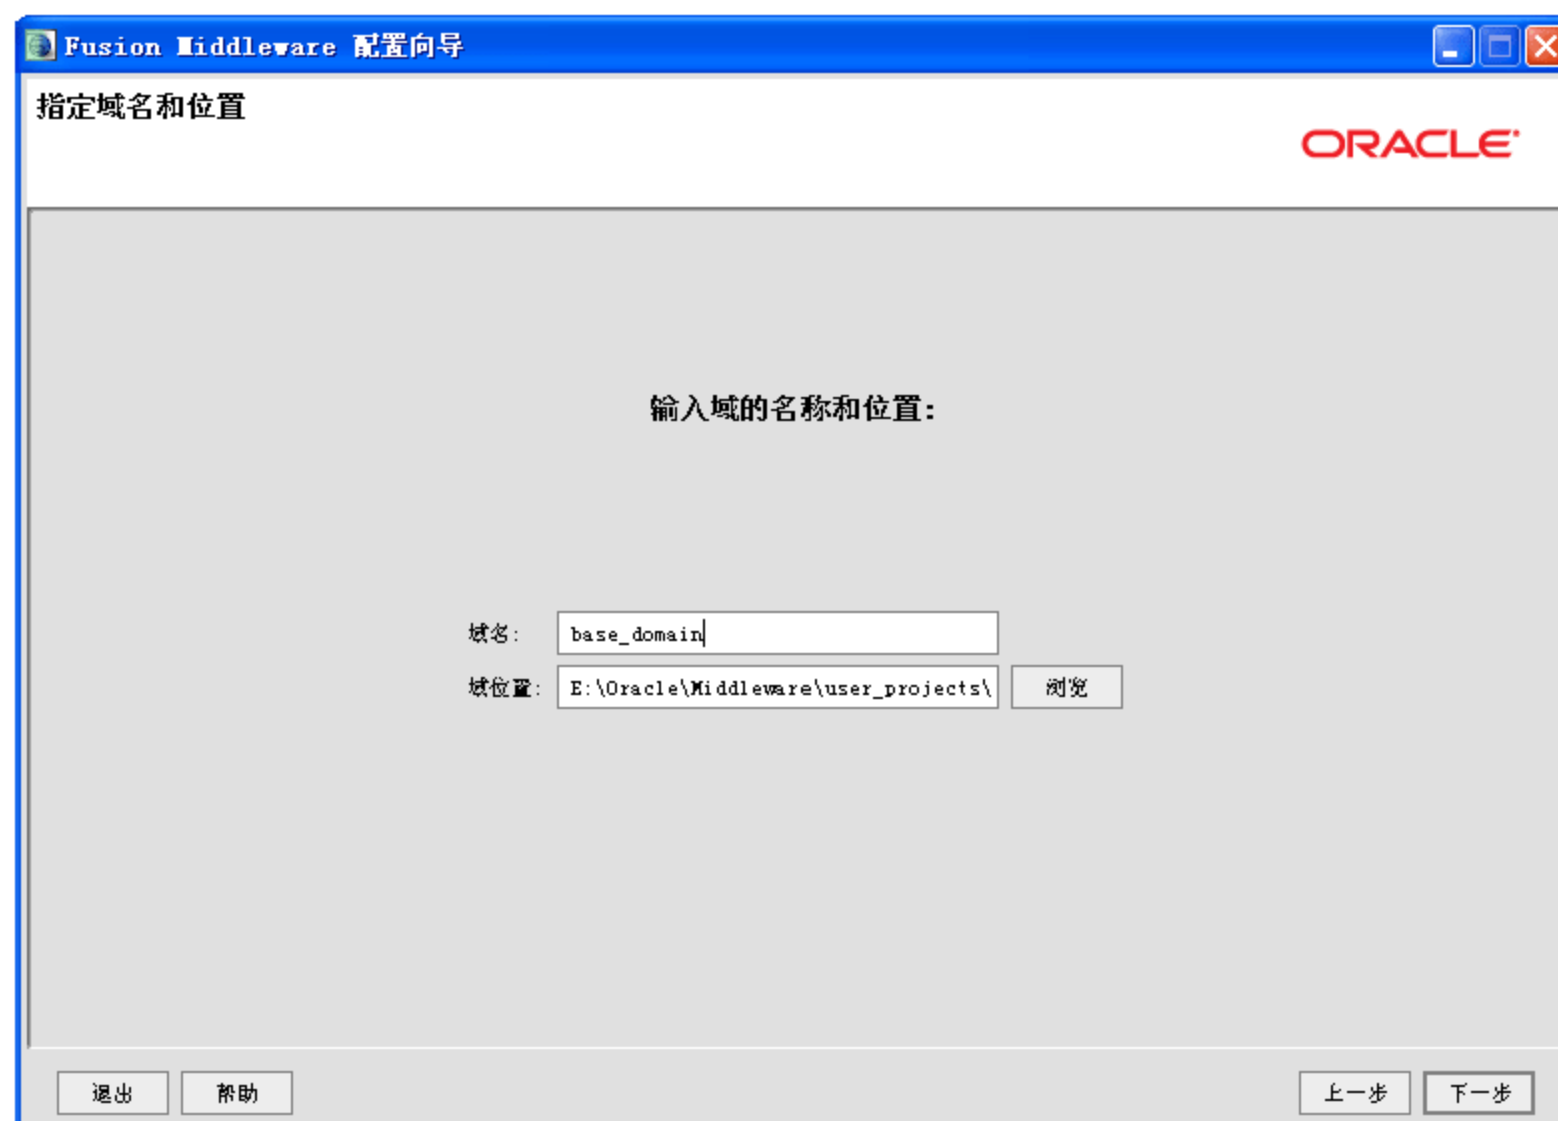 Fusion Middleware 配置向导
指定域名和位置
ORACLE
输入域的名称和位置:
域名: base_domain
域位置: E:\Oracle\Middleware\user_projects\ 浏览
退出 帮助 上一步 下一步